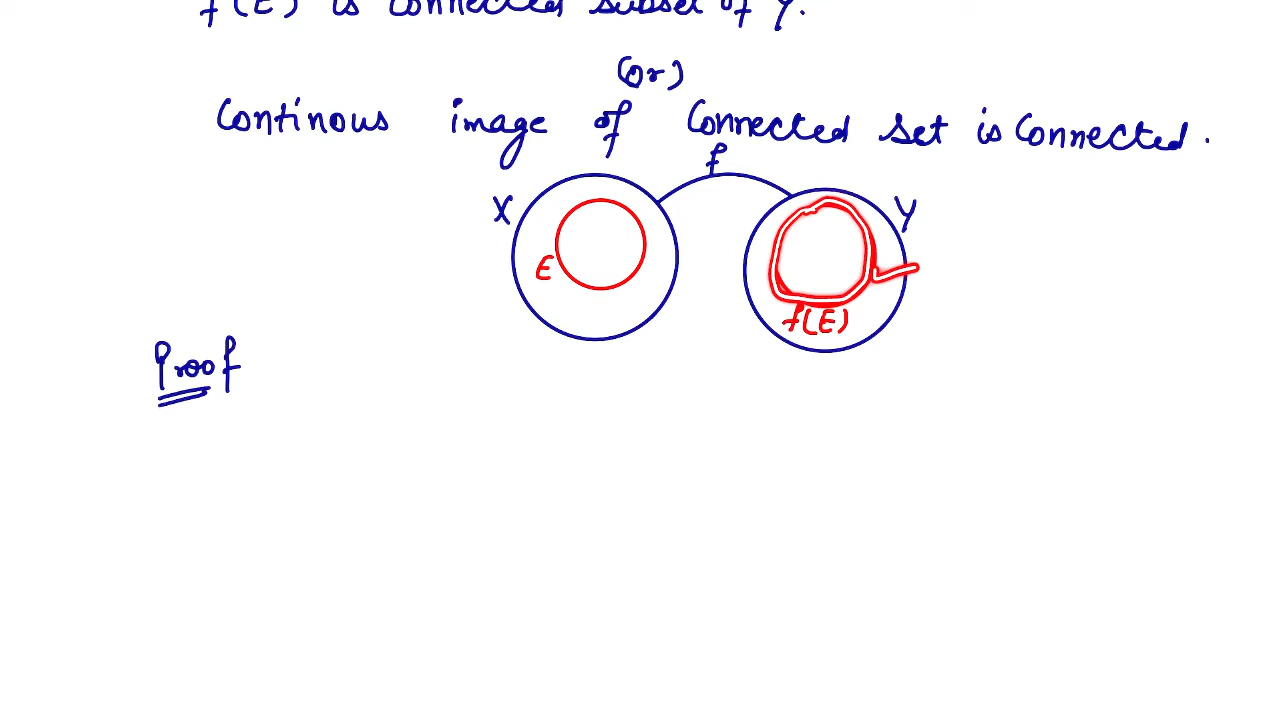 f(E) is connected subset of Y.
(or)
Continous image of Connected set is Connected.
f
X
Y
E
f(E)
Proof